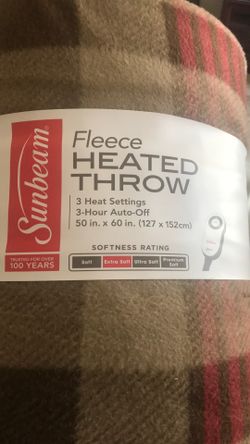 Sunbeam®
TRUSTED FOR OVER
100 YEARS
Fleece
HEATED
THROW
3 Heat Settings
3-Hour Auto-Off
50 in. x 60 in. (127 x 152cm)
SOFTNESS RATING
Soft
Extra Soft
Ultra Soft
Premium Soft